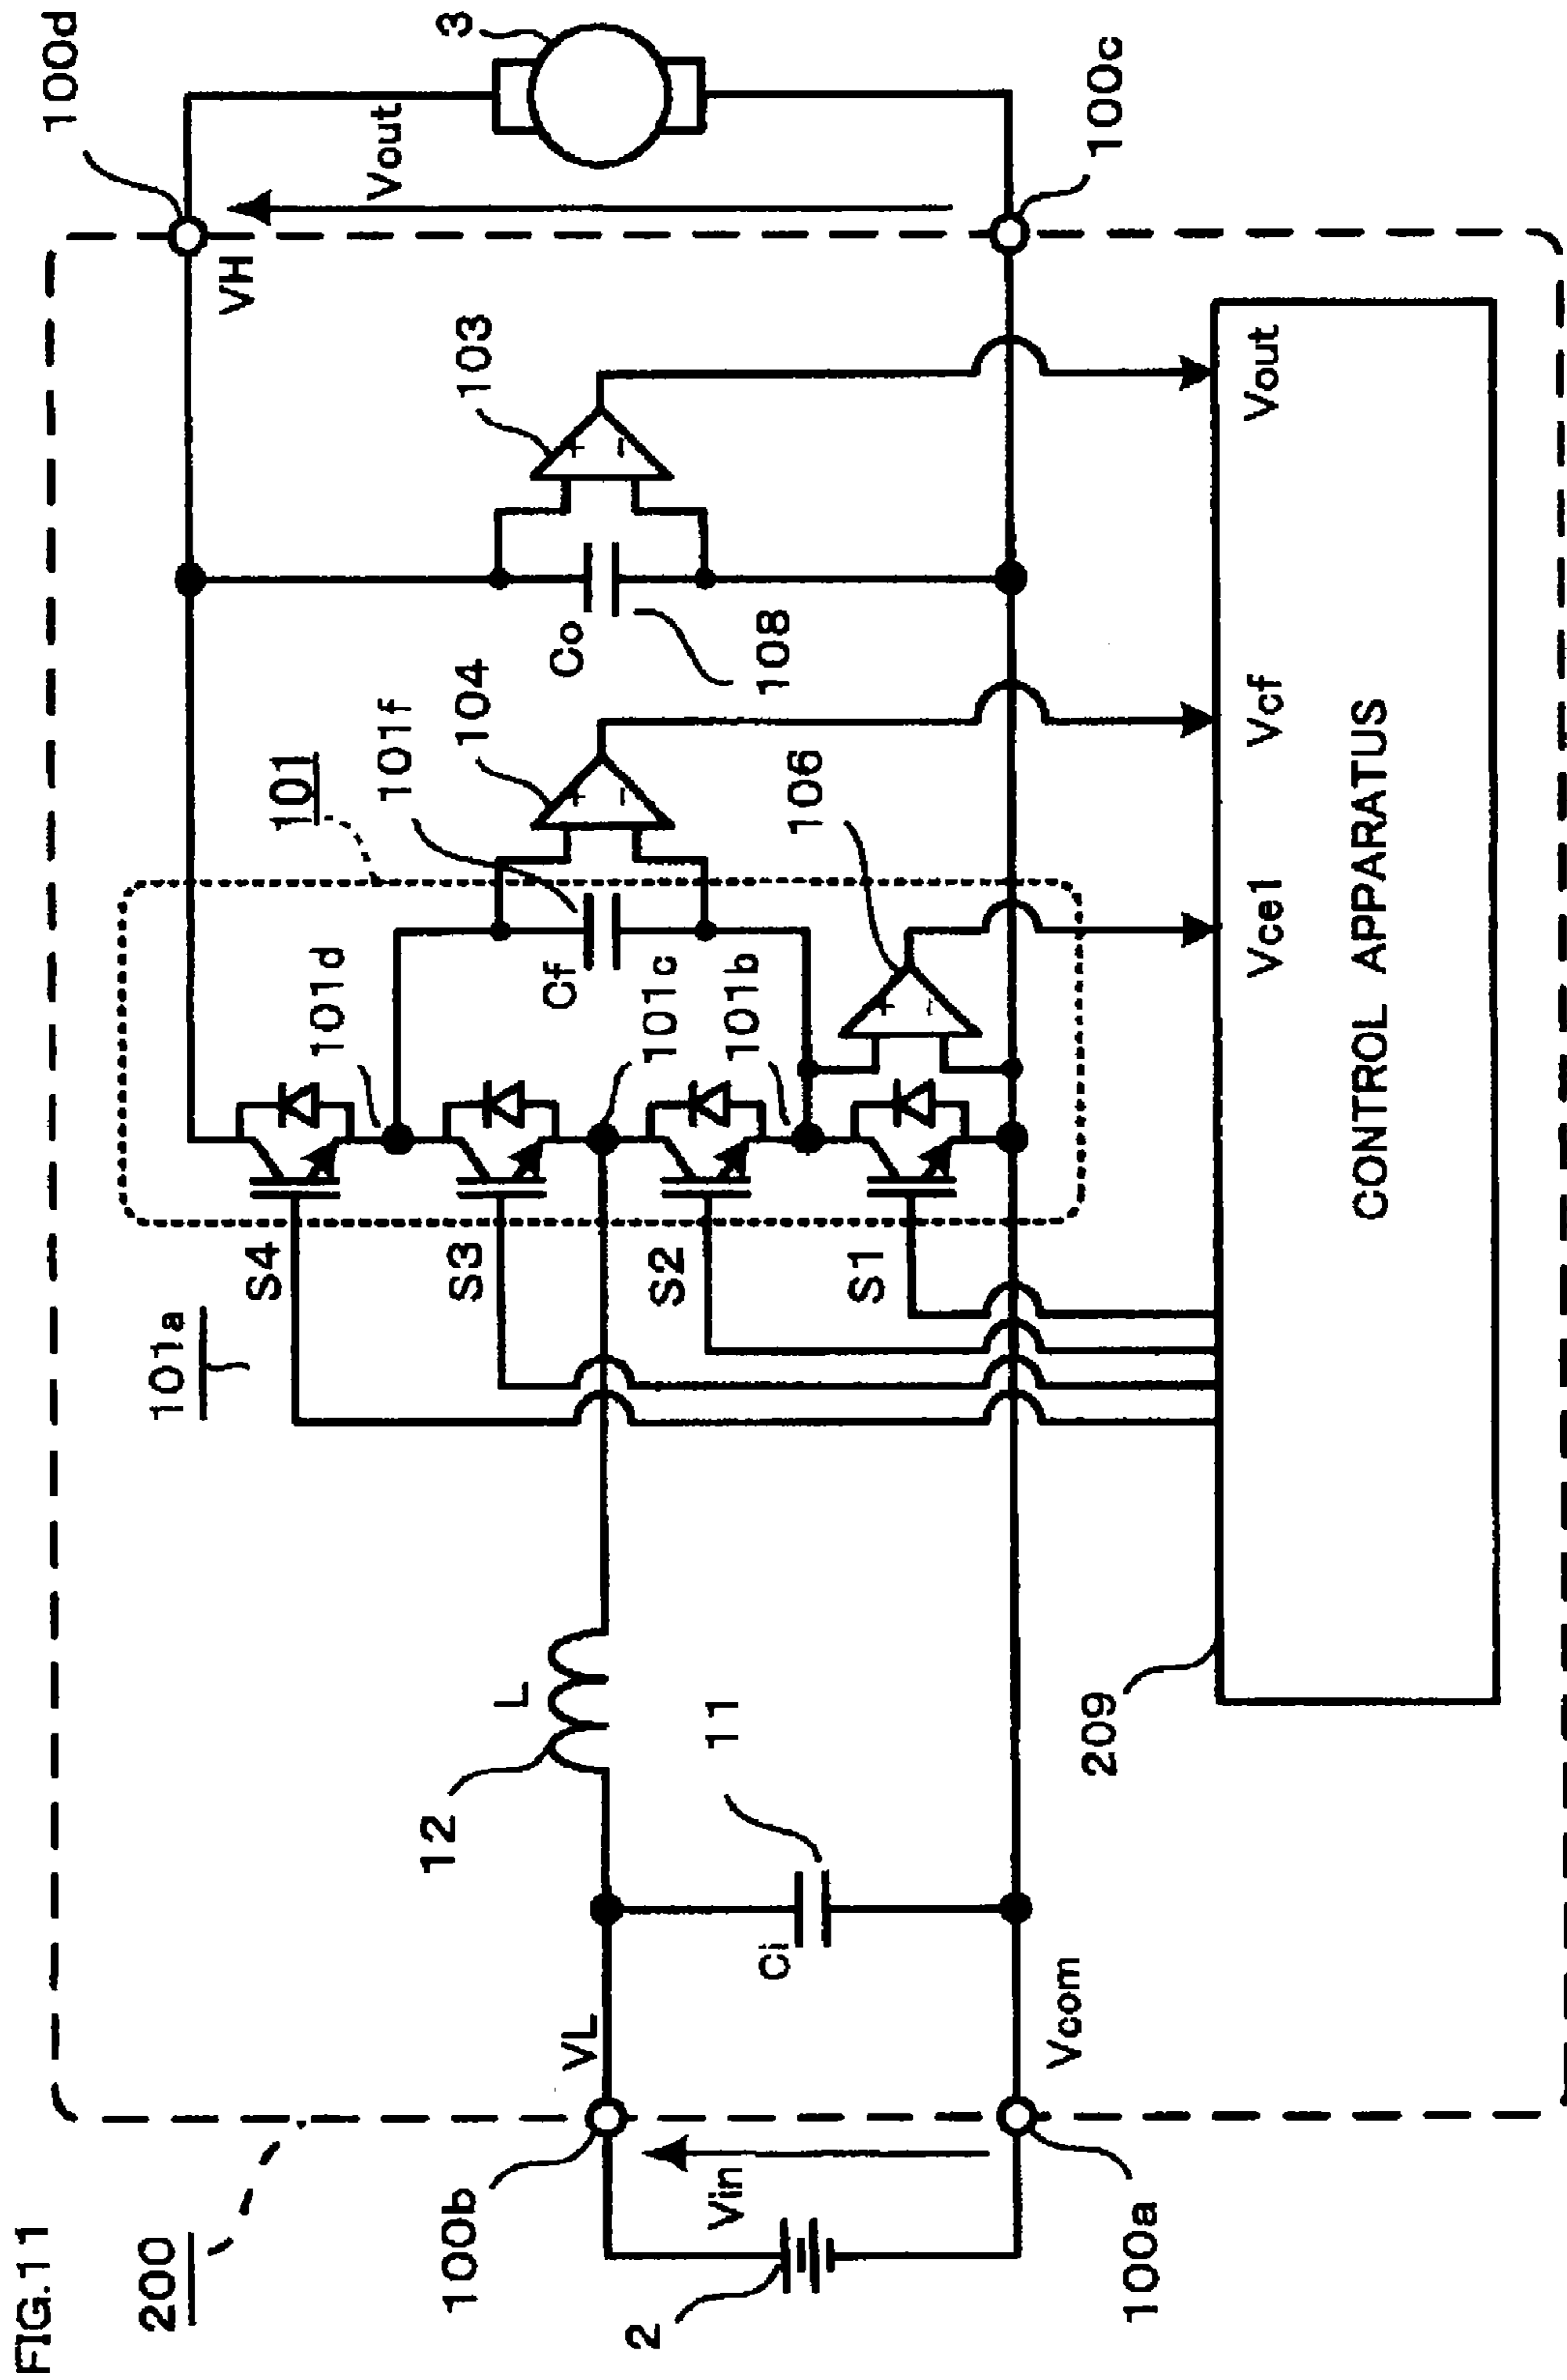 FIG.11
200
100d
3
VH
Vout
101a
101
103
S4
101d
101f
104
Co
108
12
L
S3
Cf
101c
100b
VL
S2
101b
106
2
Vin
Ci
11
S1
100a
Vcom
100c
209
Vce1
Vcf
Vout
CONTROL APPARATUS